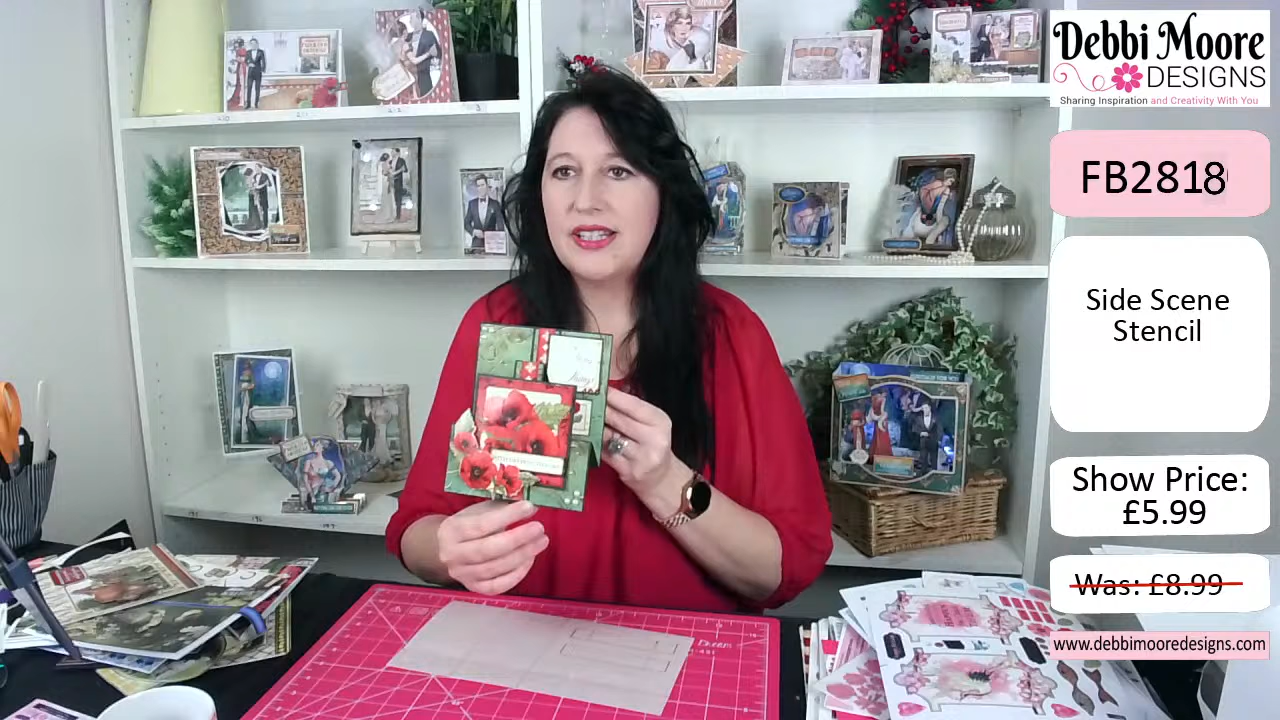 Debbi Moore
DESIGNS
Sharing Inspiration and Creativity With You
FB2818
Side Scene
Stencil
Show Price:
£5.99
Was: £8.99
www.debbimooredesigns.com